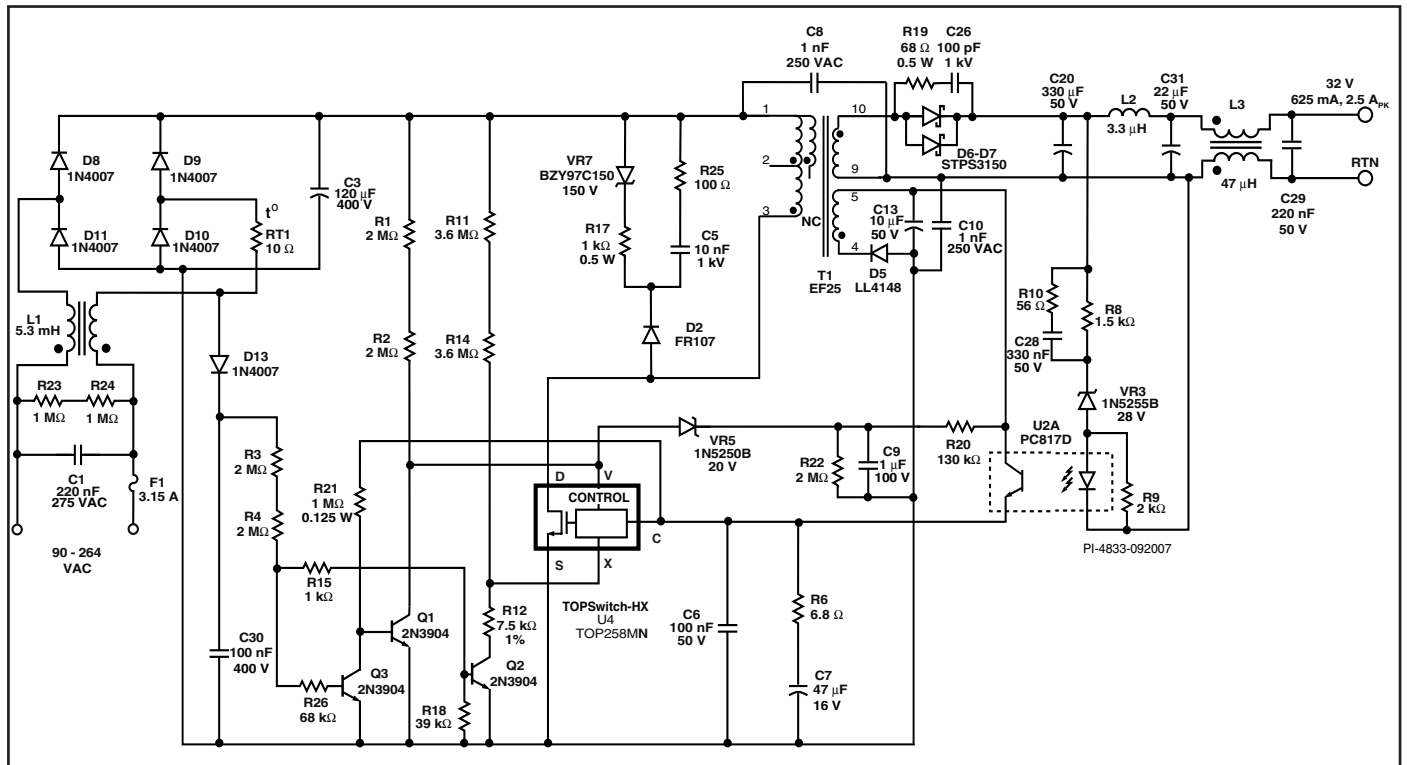 C8
1 nF
250 VAC
R19
68 Ω
0.5 W
C26
100 pF
1 kV
C20
330 μF
50 V
C31
22 μF
50 V
L2
3.3 μH
L3
47 μH
32 V
625 mA, 2.5 APK
RTN
C29
220 nF
50 V
1
2
3
10
9
5
4
NC
T1
EF25
D6-D7
STPS3150
D8
1N4007
D9
1N4007
D11
1N4007
D10
1N4007
C3
120 μF
400 V
tO
RT1
10 Ω
R1
2 MΩ
R11
3.6 MΩ
VR7
BZY97C150
150 V
R25
100 Ω
R17
1 kΩ
0.5 W
C5
10 nF
1 kV
C13
10 μF
50 V
C10
1 nF
250 VAC
D5
LL4148
L1
5.3 mH
D13
1N4007
R2
2 MΩ
R14
3.6 MΩ
D2
FR107
R10
56 Ω
R8
1.5 kΩ
C28
330 nF
50 V
VR3
1N5255B
28 V
R23
1 MΩ
R24
1 MΩ
C1
220 nF
275 VAC
F1
3.15 A
90 - 264
VAC
R3
2 MΩ
R4
2 MΩ
R21
1 MΩ
0.125 W
VR5
1N5250B
20 V
R22
2 MΩ
C9
1 μF
100 V
R20
130 kΩ
U2A
PC817D
R9
2 kΩ
PI-4833-092007
D
V
CONTROL
C
S
X
TOPSwitch-HX
U4
TOP258MN
R15
1 kΩ
R12
7.5 kΩ
1%
C6
100 nF
50 V
R6
6.8 Ω
C7
47 μF
16 V
C30
100 nF
400 V
Q1
2N3904
Q3
2N3904
Q2
2N3904
R26
68 kΩ
R18
39 kΩ